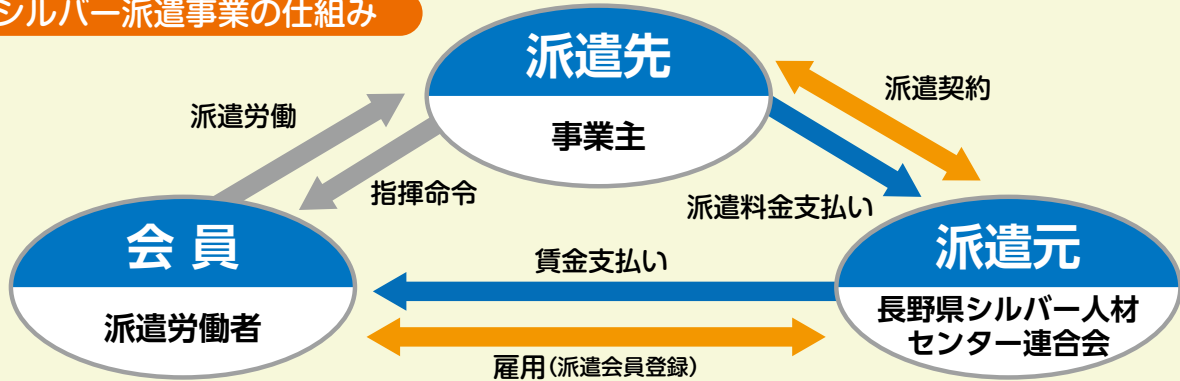 シルバー派遣事業の仕組み
派遣先
事業主
派遣労働
指揮命令
派遣契約
派遣料金支払い
会員
派遣労働者
賃金支払い
雇用(派遣会員登録)
派遣元
長野県シルバー人材
センター連合会